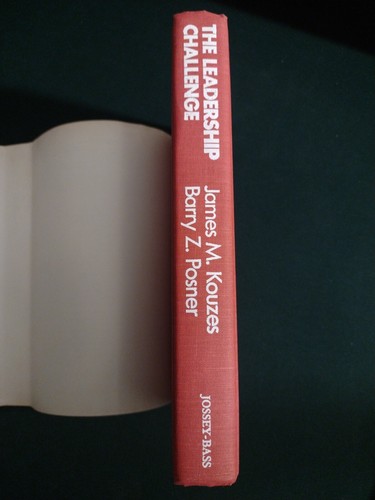 THE LEADERSHIP
CHALLENGE
James M. Kouzes
Barry Z. Posner
JOSSEY-BASS